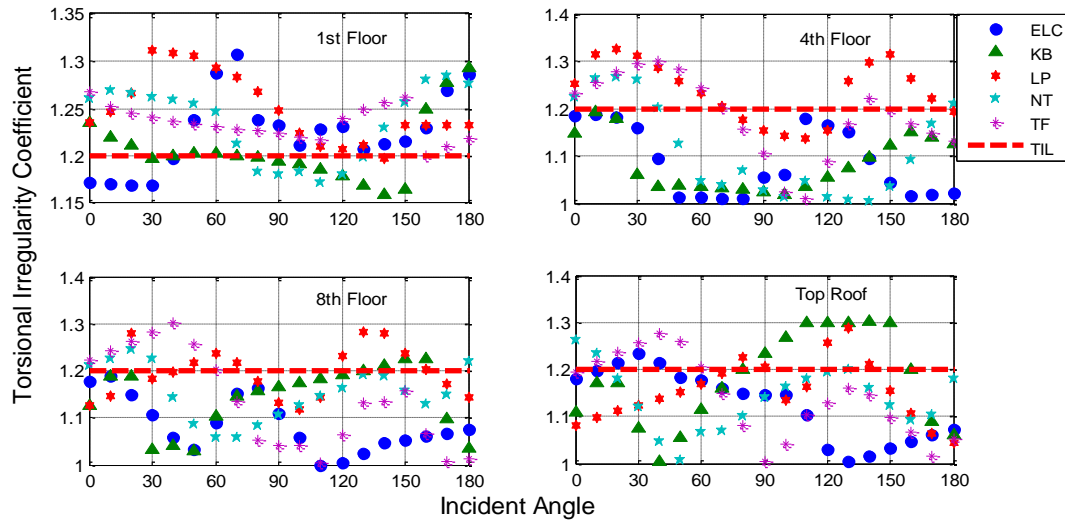 Torsional Irregularity Coefficient
1st Floor
1.35
1.3
1.25
1.2
1.15
0 30 60 90 120 150 180
4th Floor
1.4
1.3
1.2
1.1
1
0 30 60 90 120 150 180
ELC
KB
LP
NT
TF
TIL
8th Floor
1.4
1.3
1.2
1.1
1
0 30 60 90 120 150 180
Top Roof
1.4
1.3
1.2
1.1
1
0 30 60 90 120 150 180
Incident Angle